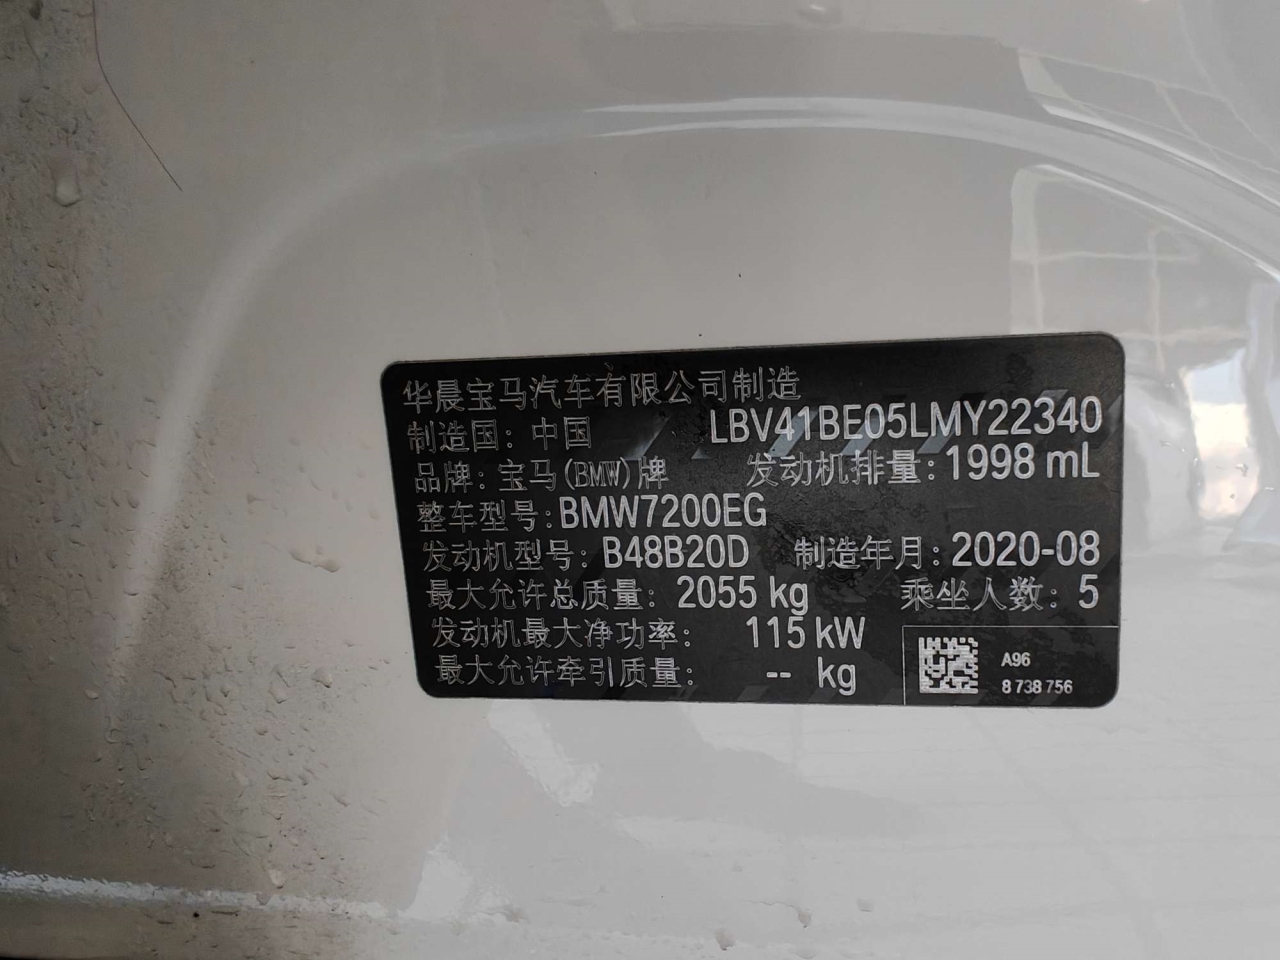 华晨宝马汽车有限公司制造
制造国：中国 LBV41BE05LMY22340
品牌：宝马(BMW)牌 发动机排量：1998 mL
整车型号：BMW7200EG
发动机型号：B48B20D 制造年月：2020-08
最大允许总质量：2055 kg 乘坐人数：5
发动机最大净功率：115 kW
最大允许牵引质量：-- kg
A96
8 738 756